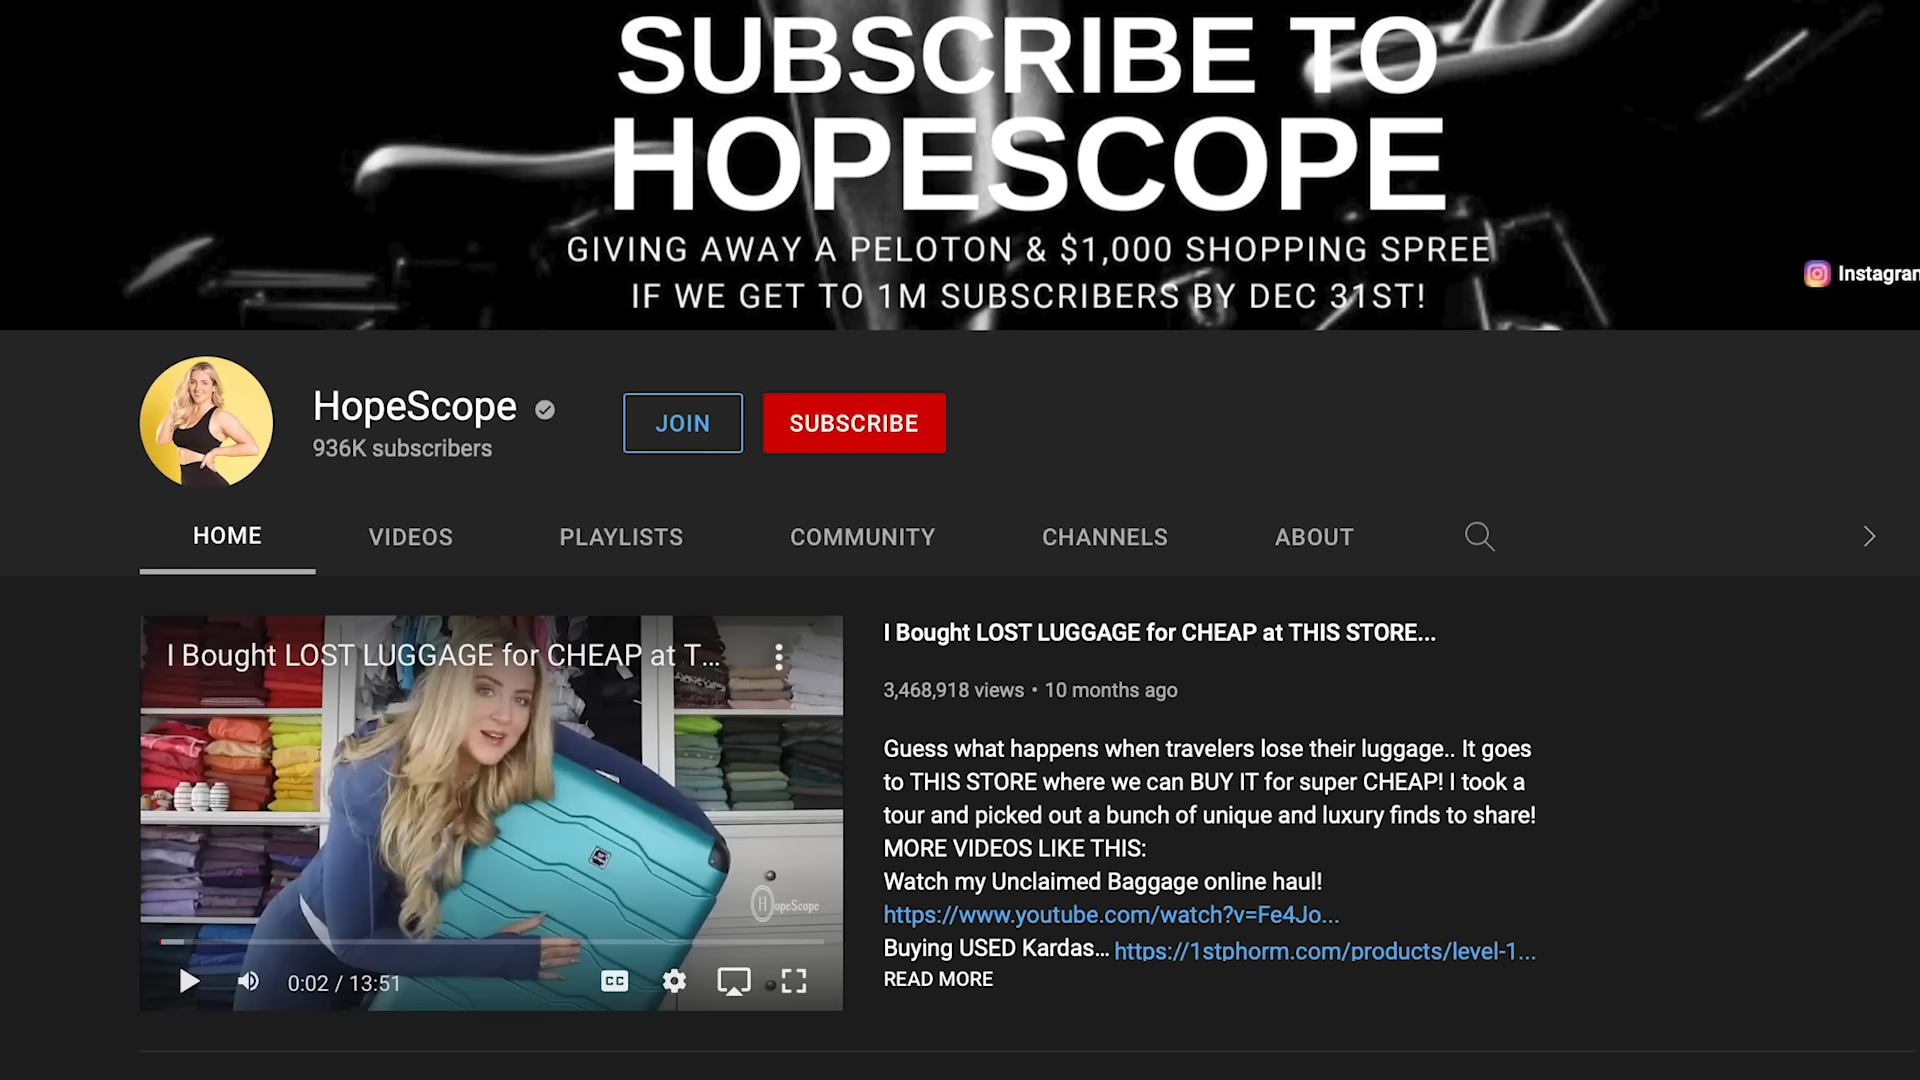 SUBSCRIBE TO
HOPESCOPE
GIVING AWAY A PELOTON & $1,000 SHOPPING SPREE
IF WE GET TO 1M SUBSCRIBERS BY DEC 31ST!
Instagram
HopeScope
936K subscribers
JOIN
SUBSCRIBE
HOME
VIDEOS
PLAYLISTS
COMMUNITY
CHANNELS
ABOUT
I Bought LOST LUGGAGE for CHEAP at T...
HopeScope
0:02 / 13:51
CC
I Bought LOST LUGGAGE for CHEAP at THIS STORE...
3,468,918 views • 10 months ago
Guess what happens when travelers lose their luggage.. It goes
to THIS STORE where we can BUY IT for super CHEAP! I took a
tour and picked out a bunch of unique and luxury finds to share!
MORE VIDEOS LIKE THIS:
Watch my Unclaimed Baggage online haul!
https://www.youtube.com/watch?v=Fe4Jo...
Buying USED Kardas... https://1stphorm.com/products/level-1...
READ MORE